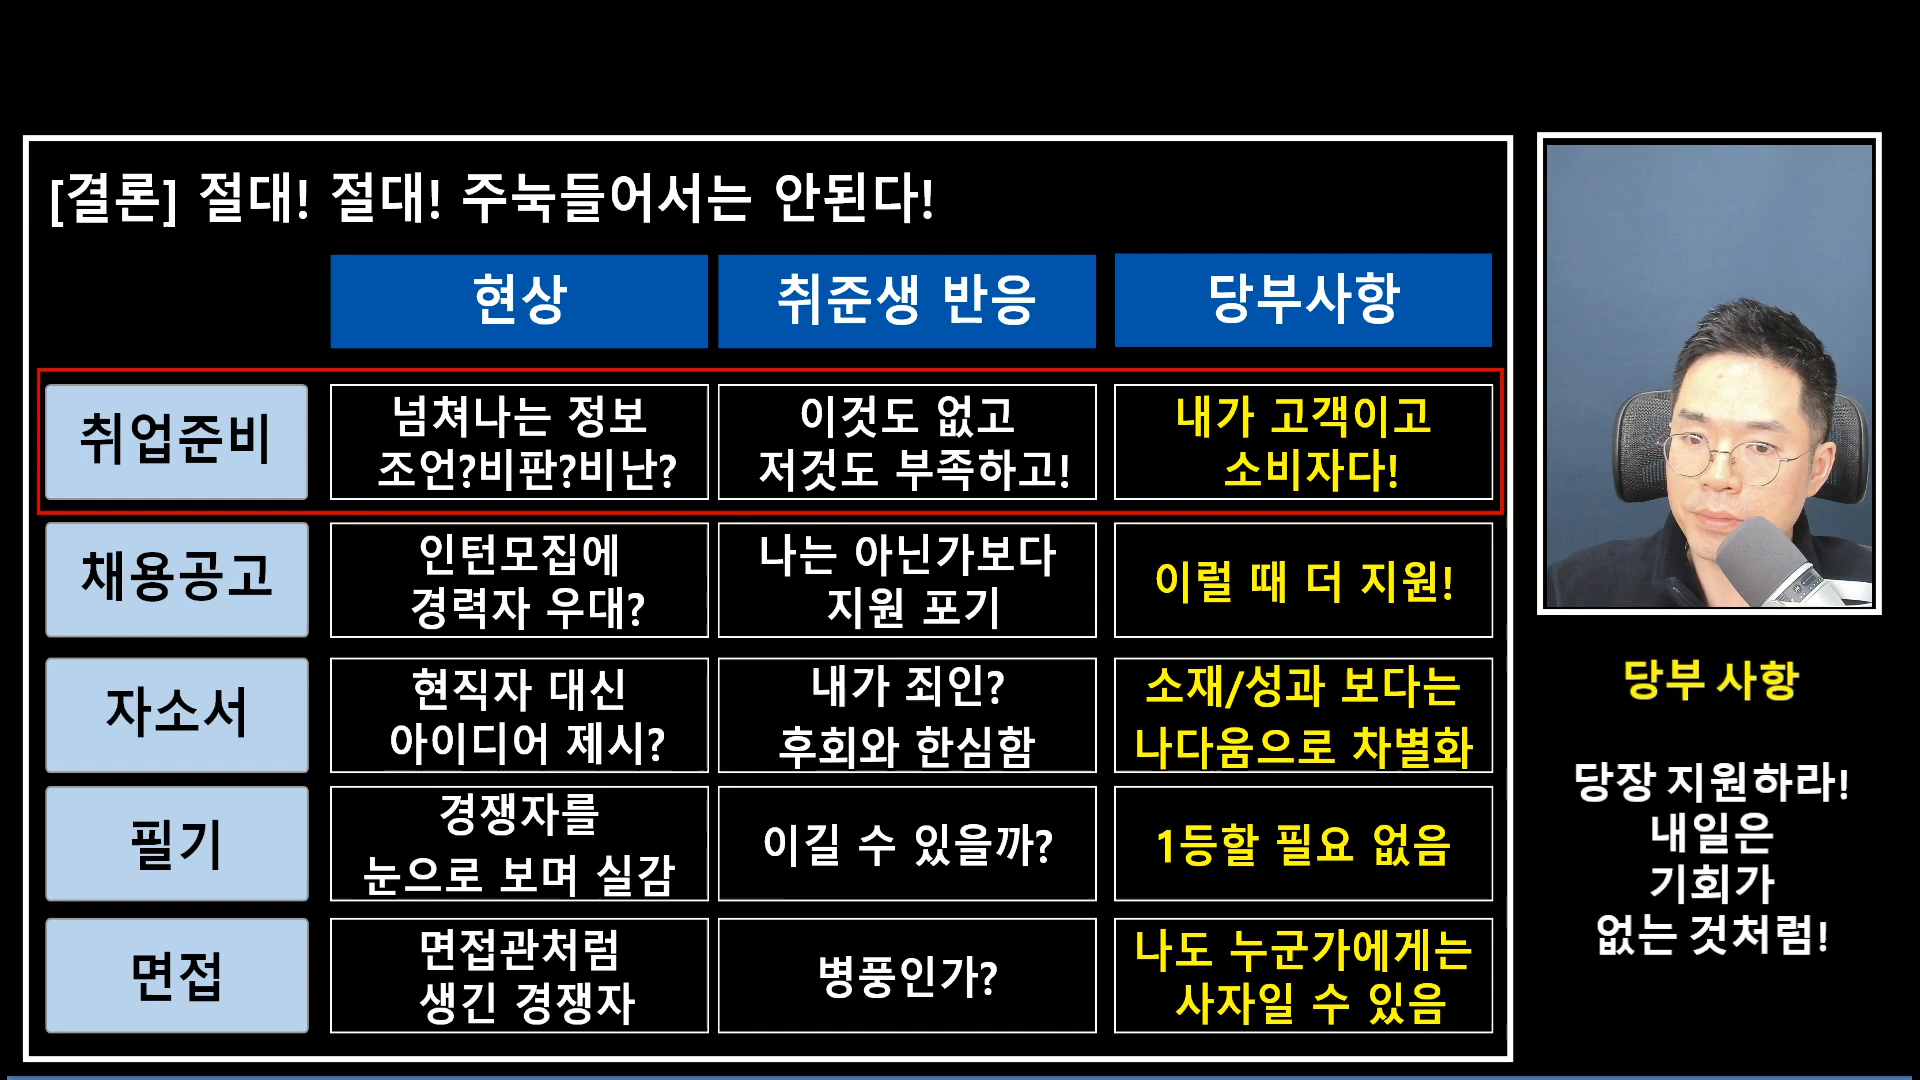 [결론] 절대! 절대! 주눅들어서는 안된다!
현상
취준생 반응
당부사항
취업준비
넘쳐나는 정보
조언?비판?비난?
이것도 없고
저것도 부족하고!
내가 고객이고
소비자다!
채용공고
인턴모집에
경력자 우대?
나는 아닌가보다
지원 포기
이럴 때 더 지원!
자소서
현직자 대신
아이디어 제시?
내가 죄인?
후회와 한심함
소재/성과 보다는
나다움으로 차별화
필기
경쟁자를
눈으로 보며 실감
이길 수 있을까?
1등할 필요 없음
면접
면접관처럼
생긴 경쟁자
병풍인가?
나도 누군가에게는
사자일 수 있음
당부 사항
당장 지원하라!
내일은
기회가
없는 것처럼!